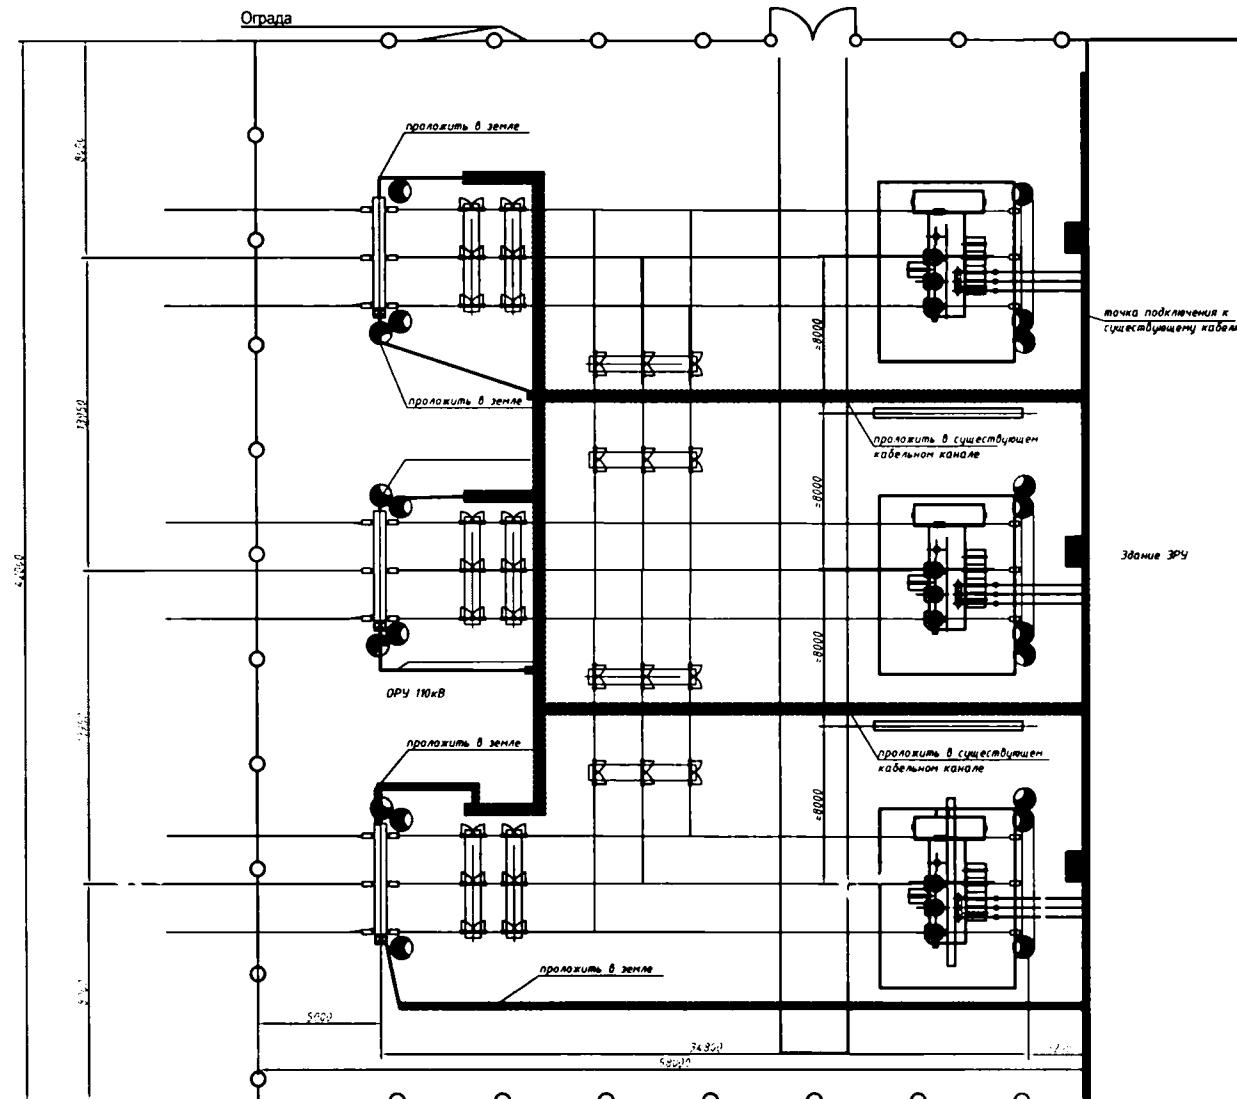 Ограда
проложить в земле
точка подключения к
существующему кабел
≈8000
проложить в земле
проложить в существующем
кабельном канале
≈8000
Здание ЗРУ
≈8000
ОРУ 110кВ
проложить в земле
проложить в существующем
кабельном канале
≈8000
проложить в земле
5000
34800
58000